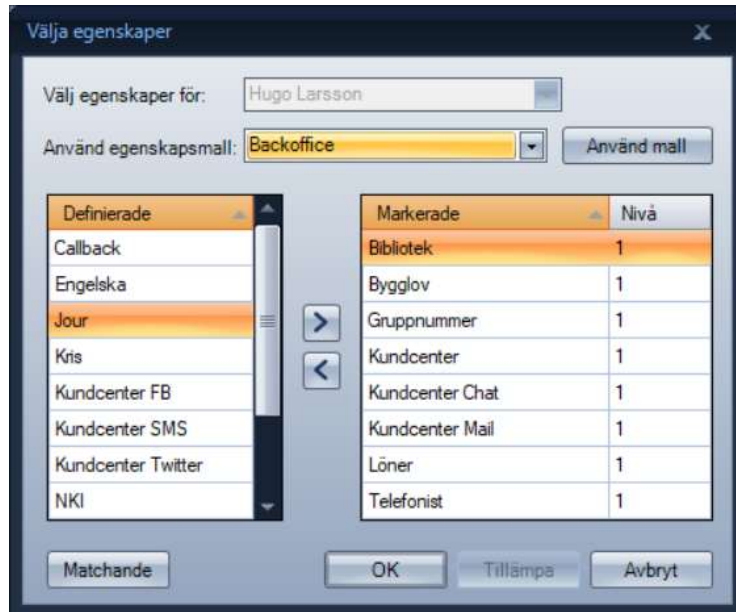 Välja egenskaper
Välj egenskaper för: Hugo Larsson
Använd egenskapsmall: Backoffice Använd mall
Definierade
Callback
Engelska
Jour
Kris
Kundcenter FB
Kundcenter SMS
Kundcenter Twitter
NKI
Markerade Nivå
Bibliotek 1
Bygglov 1
Gruppnummer 1
Kundcenter 1
Kundcenter Chat 1
Kundcenter Mail 1
Löner 1
Telefonist 1
Matchande OK Tillämpa Avbryt